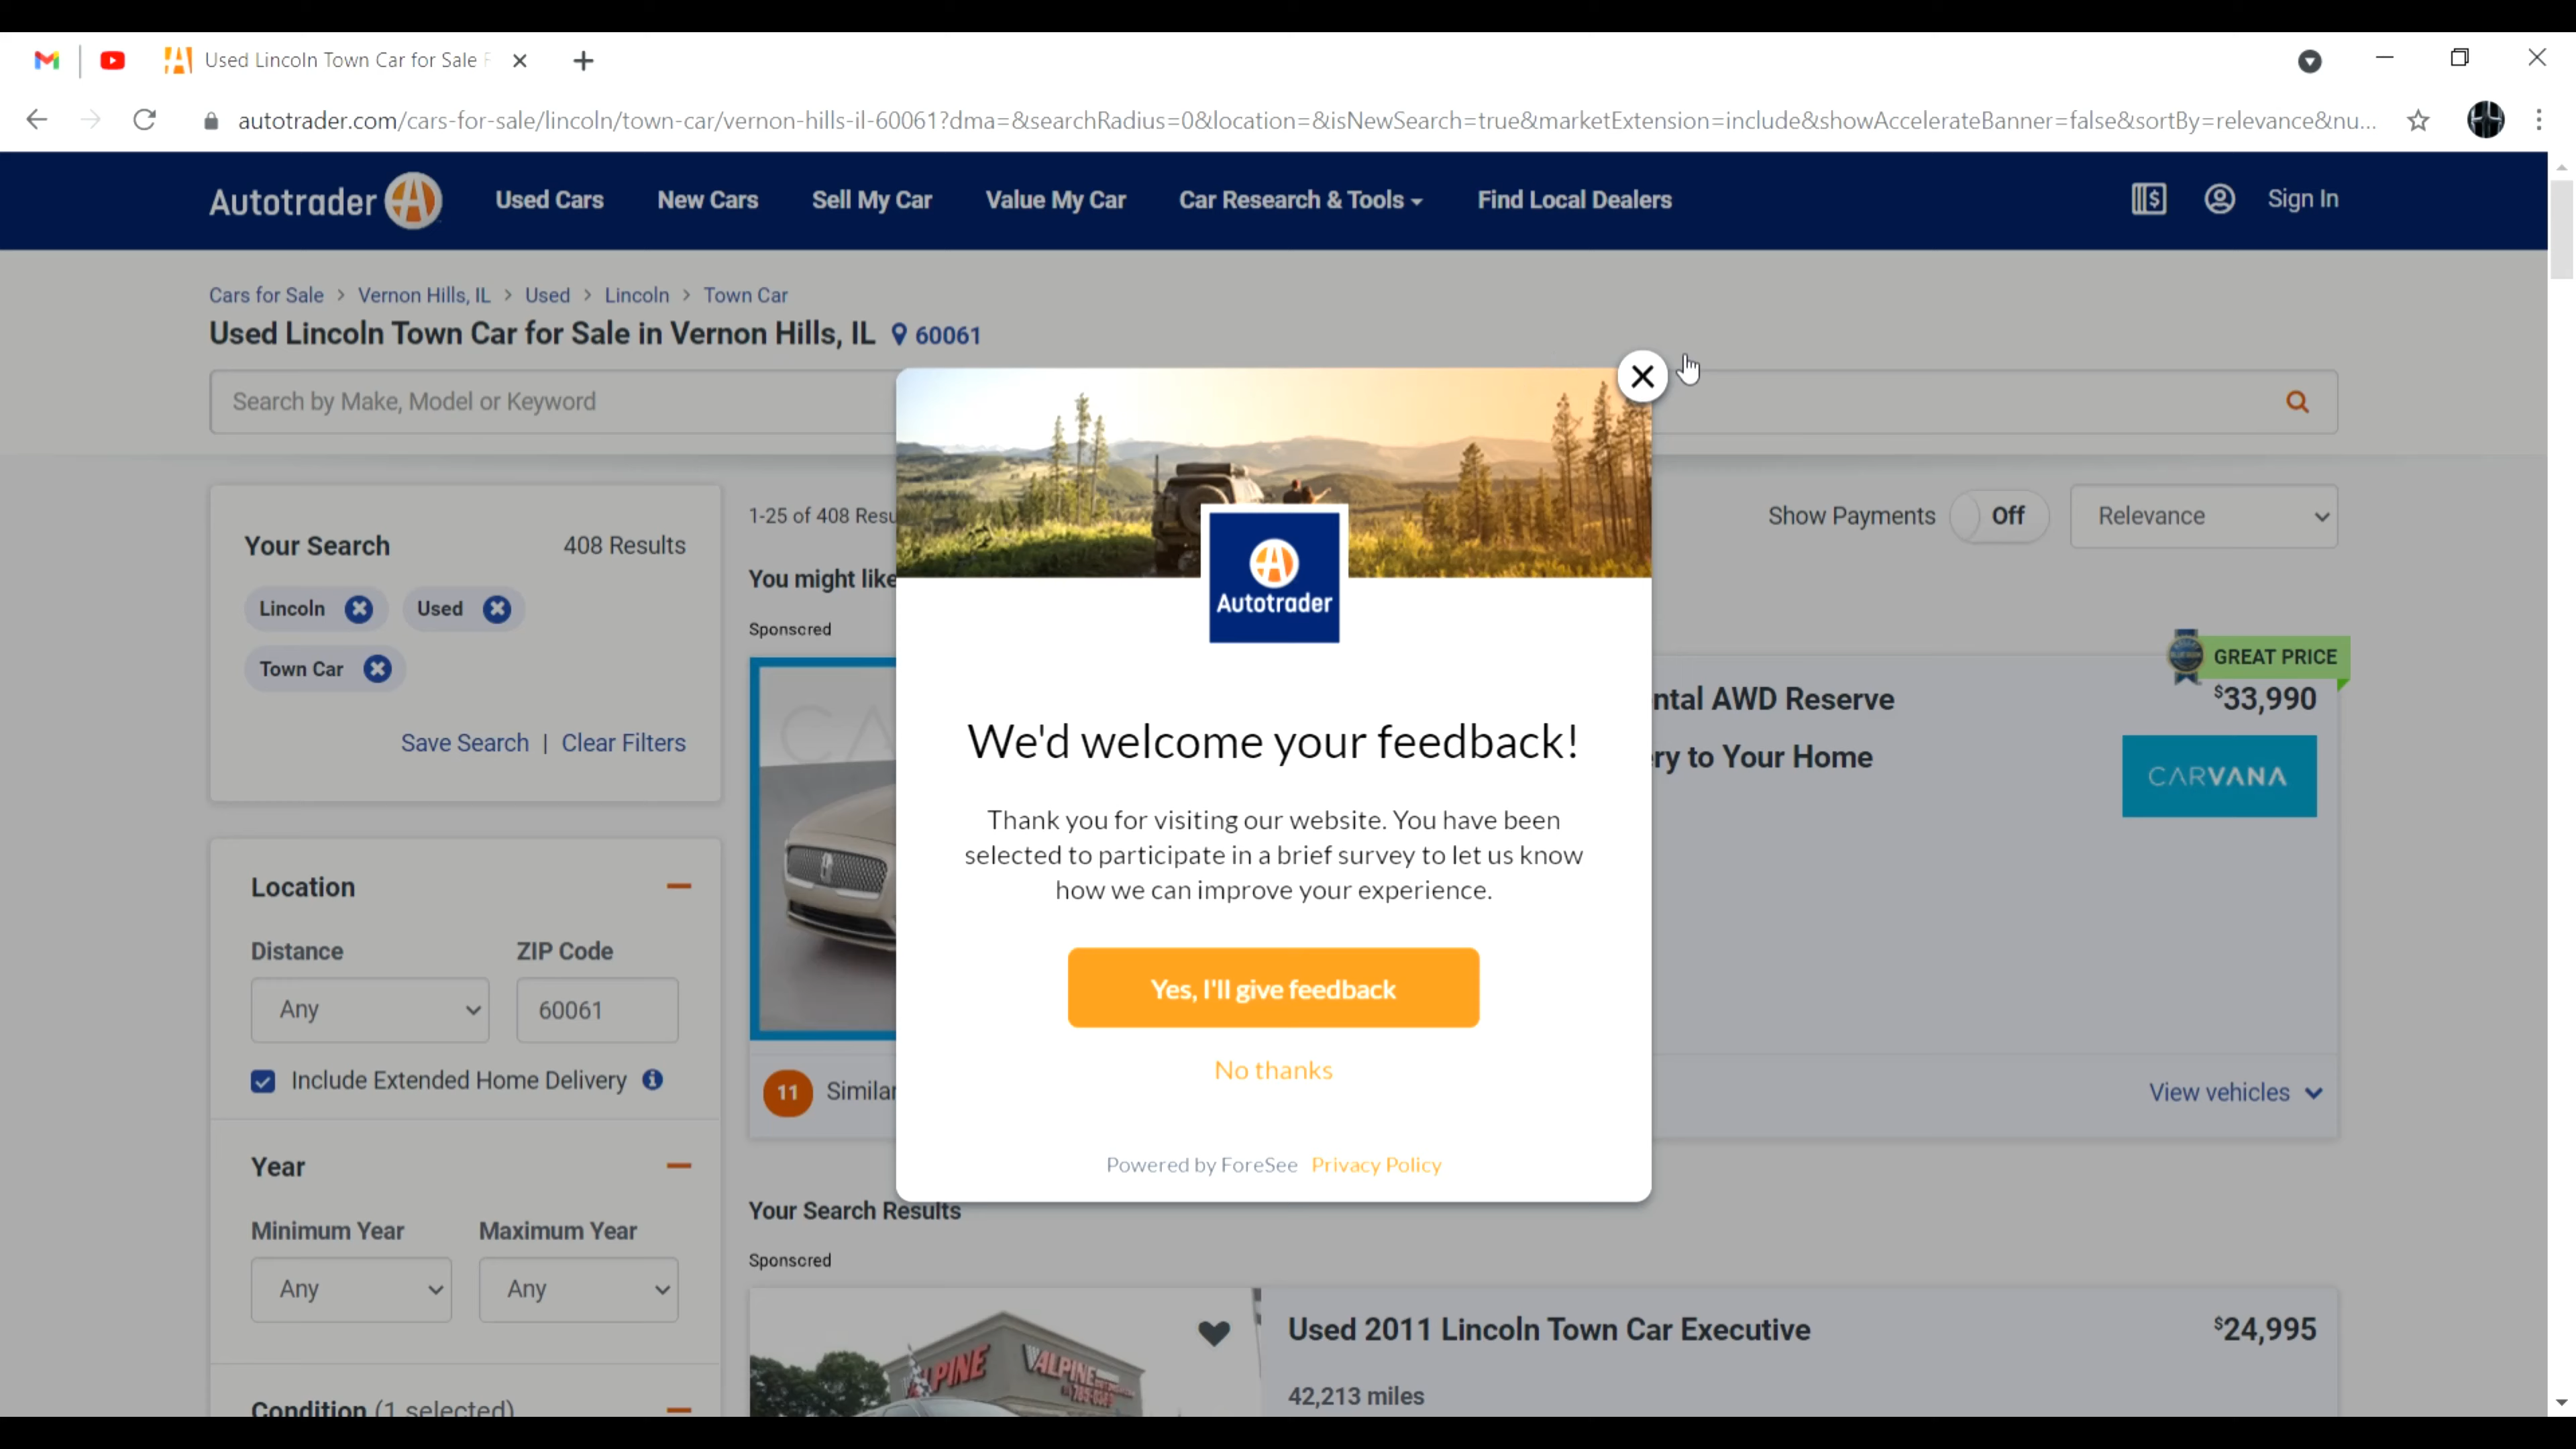 Used Lincoln Town Car for Sale F
autotrader.com/cars-for-sale/lincoln/town-car/vernon-hills-il-60061?dma=&searchRadius=0&location=&isNewSearch=true&marketExtension=include&showAccelerateBanner=false&sortBy=relevance&nu...
Autotrader Used Cars New Cars Sell My Car Value My Car Car Research & Tools Find Local Dealers $ Sign In
Cars for Sale > Vernon Hills, IL > Used > Lincoln > Town Car
Used Lincoln Town Car for Sale in Vernon Hills, IL 60061
Search by Make, Model or Keyword
Your Search 408 Results
Lincoln Used
Town Car
Save Search | Clear Filters
Location
Distance ZIP Code
Any 60061
Include Extended Home Delivery
Year
Minimum Year Maximum Year
Any Any
Condition (1 selected)
1-25 of 408 Resu
Show Payments Off Relevance
You might like
Sponsored
GREAT PRICE
ntal AWD Reserve $33,990
ry to Your Home
CARVANA
11 Similar
View vehicles
Autotrader
We'd welcome your feedback!
Thank you for visiting our website. You have been
selected to participate in a brief survey to let us know
how we can improve your experience.
Yes, I'll give feedback
No thanks
Powered by ForeSee Privacy Policy
Your Search Results
Sponsored
ALPINE
Used 2011 Lincoln Town Car Executive $24,995
42,213 miles